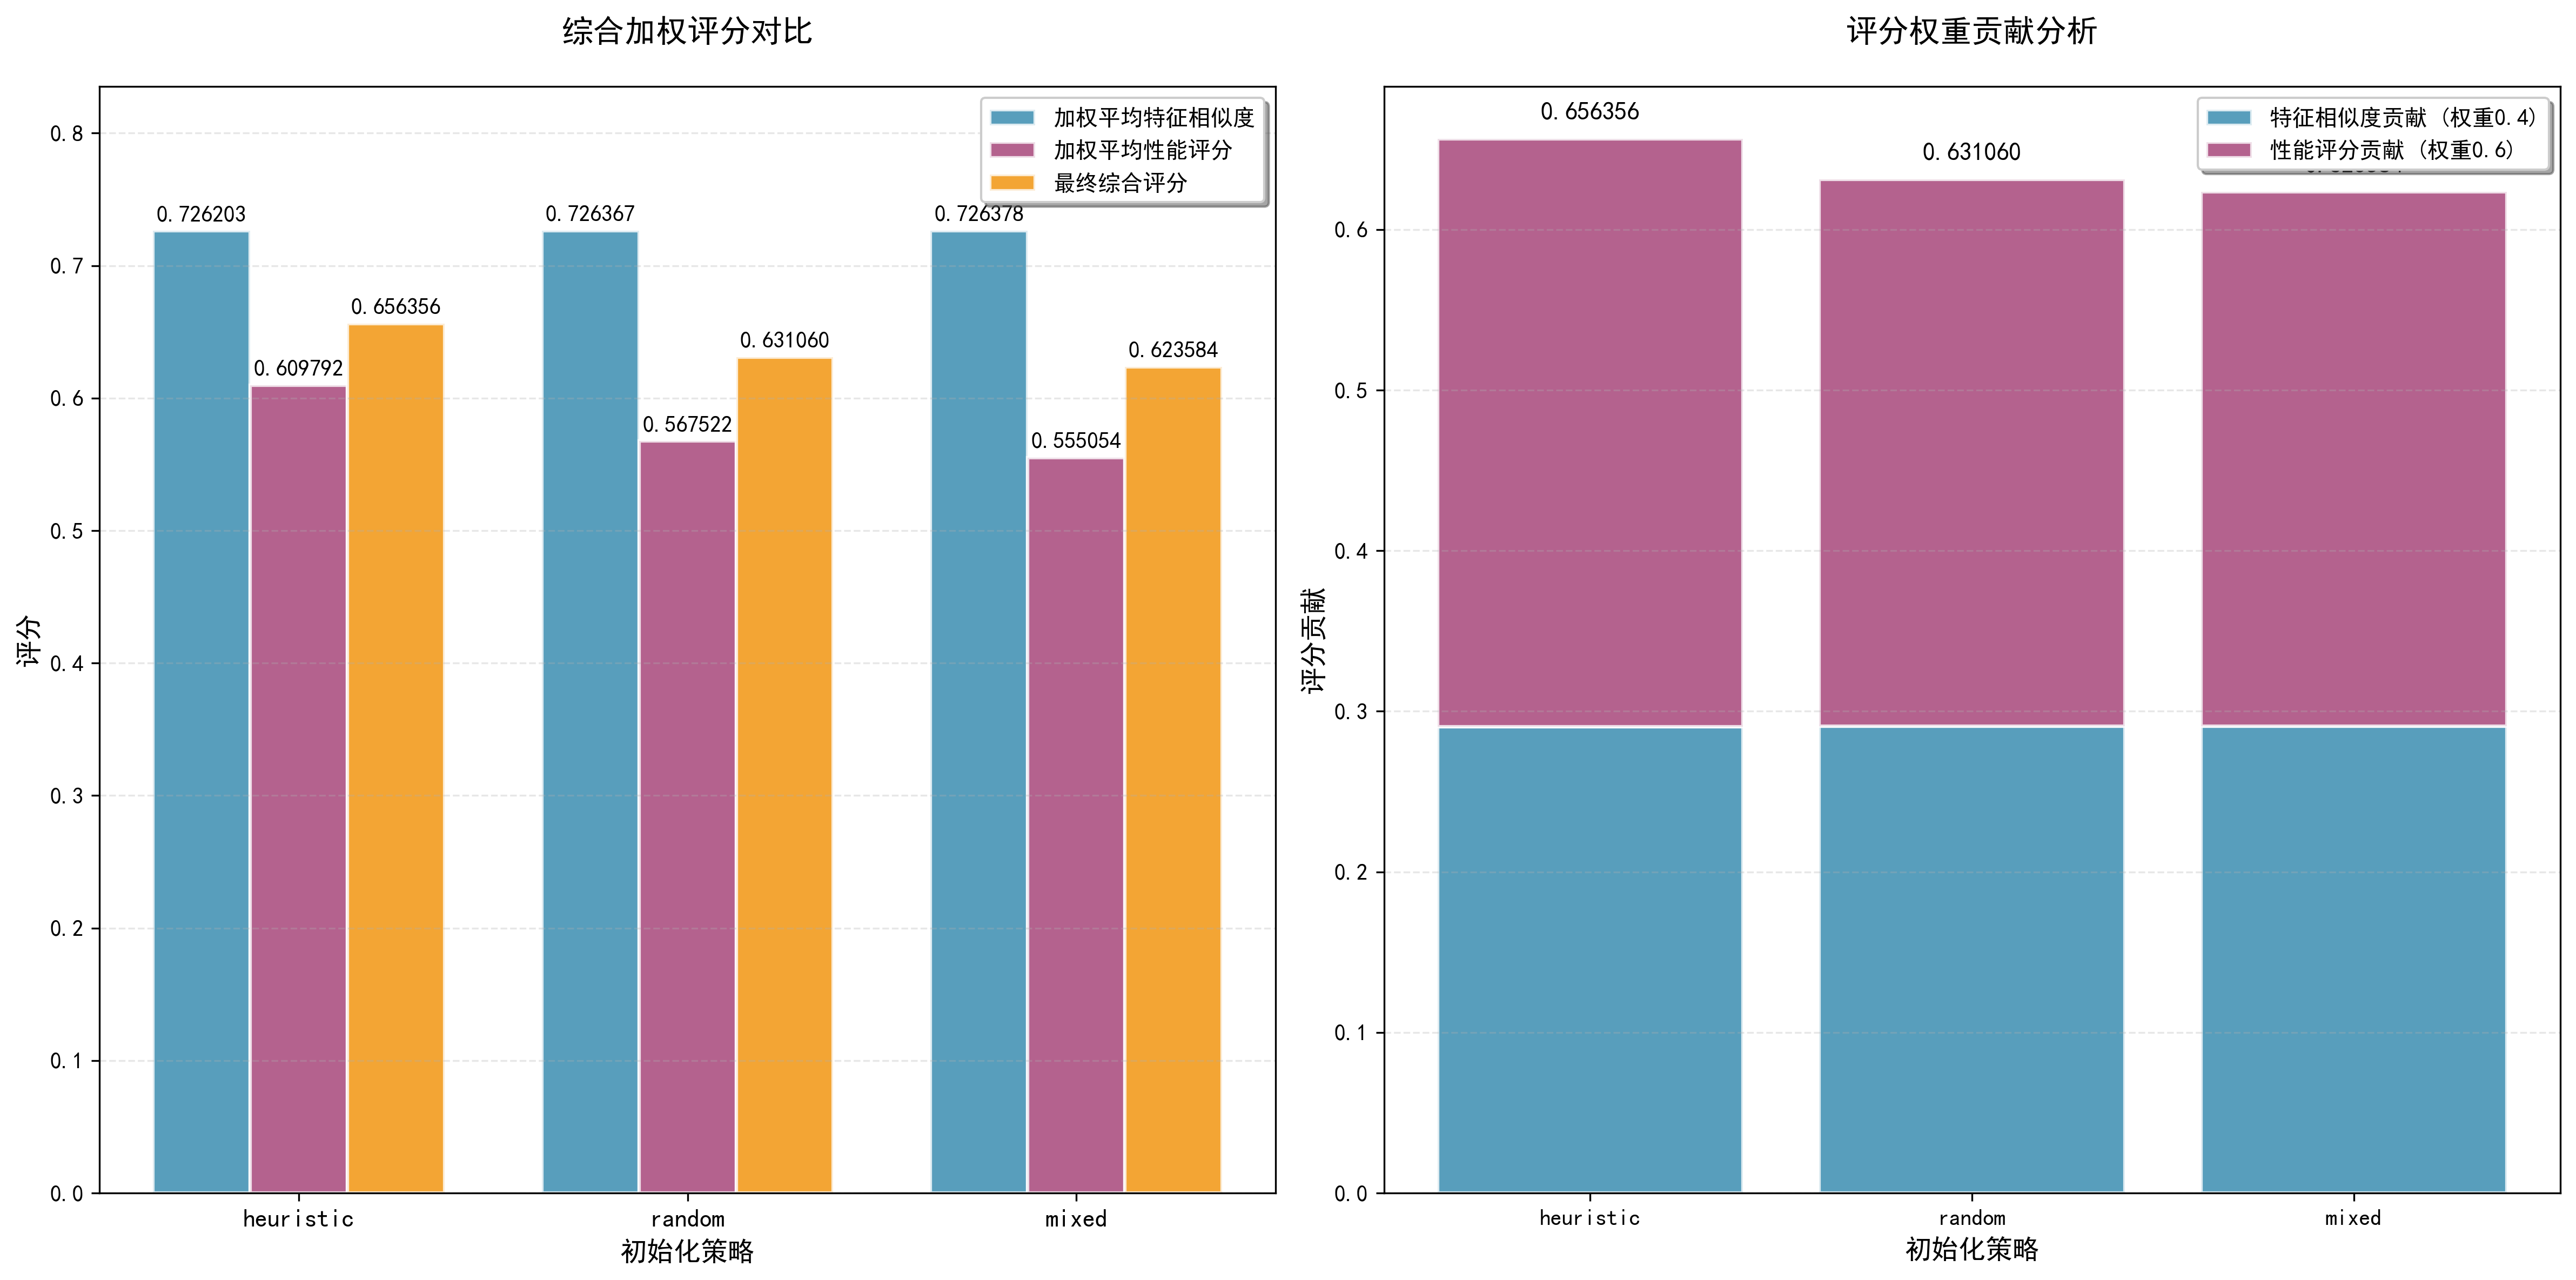 综合加权评分对比
加权平均特征相似度
加权平均性能评分
最终综合评分
0.8
0.7
0.6
0.5
0.4
0.3
0.2
0.1
0.0
评分
0.726203
0.609792
0.656356
0.726367
0.567522
0.631060
0.726378
0.555054
0.623584
heuristic
random
mixed
初始化策略
评分权重贡献分析
特征相似度贡献 (权重0.4)
性能评分贡献 (权重0.6)
0.6
0.5
0.4
0.3
0.2
0.1
0.0
评分贡献
0.656356
0.631060
heuristic
random
mixed
初始化策略